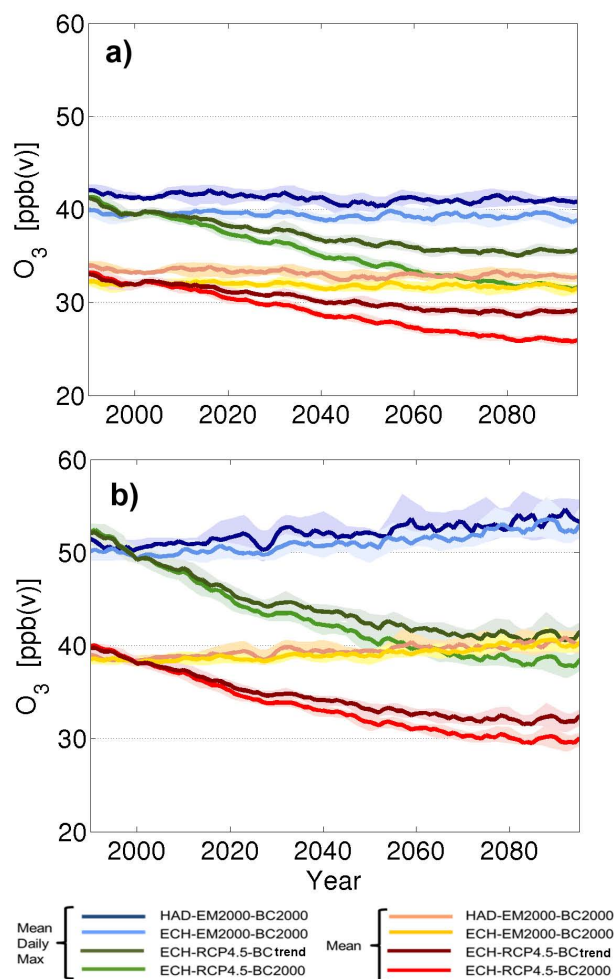 60
a)
50
40
30
20
O3 [ppb(v)]
2000 2020 2040 2060 2080
60
b)
50
40
30
20
O3 [ppb(v)]
2000 2020 2040 2060 2080
Year
Mean Daily Max
HAD-EM2000-BC2000
ECH-EM2000-BC2000
ECH-RCP4.5-BCtrend
ECH-RCP4.5-BC2000
Mean
HAD-EM2000-BC2000
ECH-EM2000-BC2000
ECH-RCP4.5-BCtrend
ECH-RCP4.5-BC2000